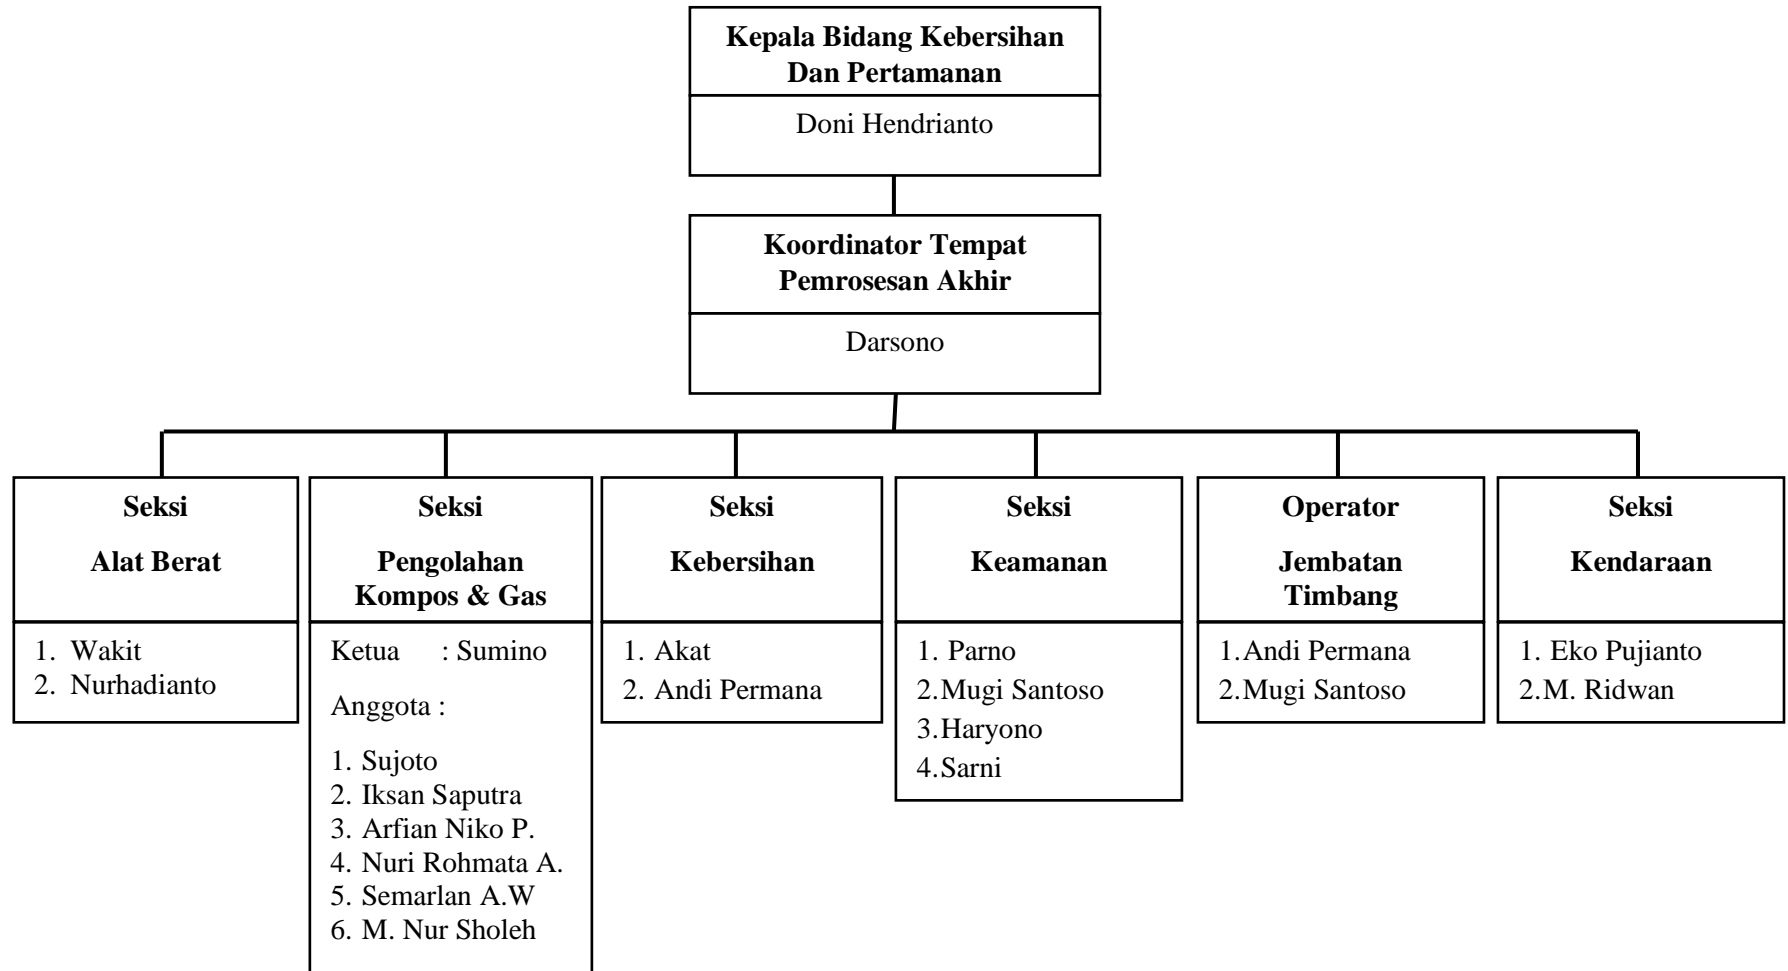 Kepala Bidang Kebersihan
Dan Pertamanan
Doni Hendrianto
Koordinator Tempat
Pemrosesan Akhir
Darsono
Seksi
Alat Berat
1. Wakit
2. Nurhadianto
Seksi
Pengolahan
Kompos & Gas
Ketua : Sumino
Anggota :
1. Sujoto
2. Iksan Saputra
3. Arfian Niko P.
4. Nuri Rohmata A.
5. Semarlan A.W
6. M. Nur Sholeh
Seksi
Kebersihan
1. Akat
2. Andi Permana
Seksi
Keamanan
1. Parno
2.Mugi Santoso
3.Haryono
4.Sarni
Operator
Jembatan
Timbang
1.Andi Permana
2.Mugi Santoso
Seksi
Kendaraan
1. Eko Pujianto
2.M. Ridwan